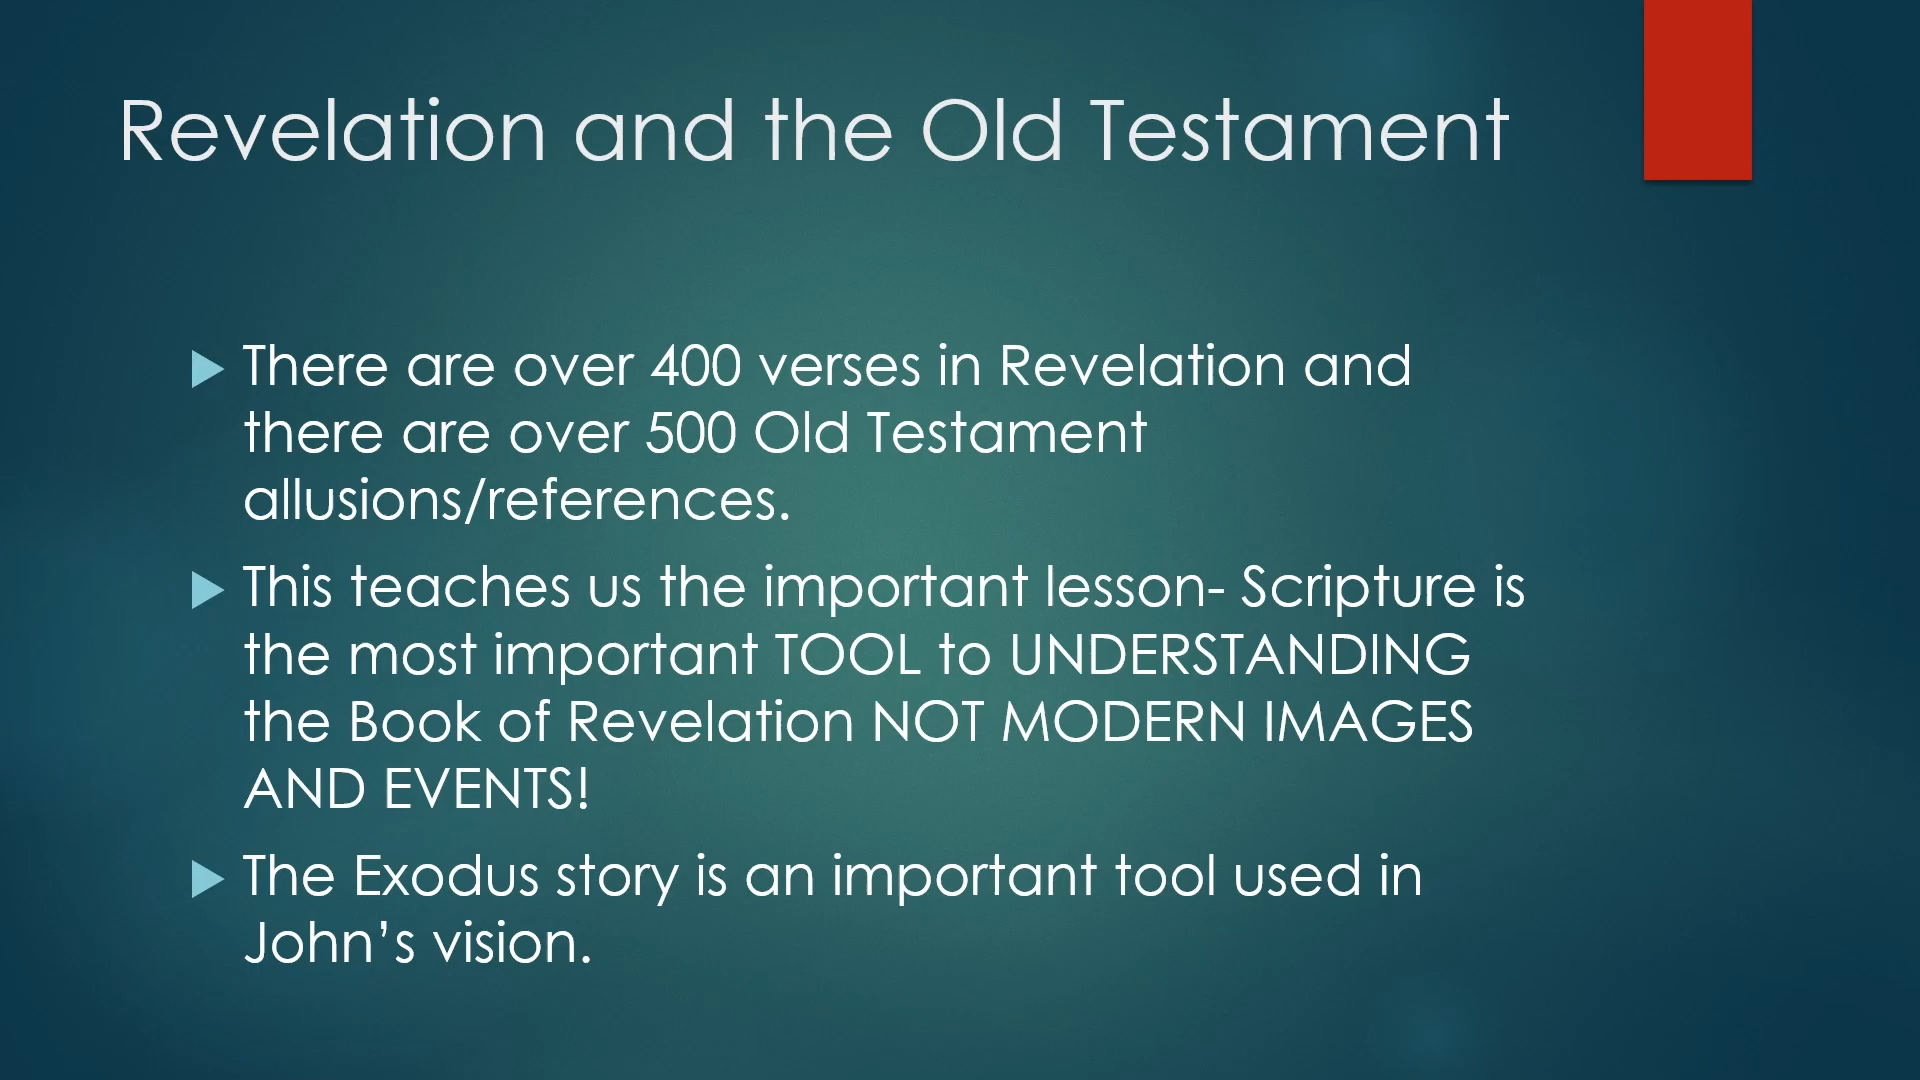 Revelation and the Old Testament
There are over 400 verses in Revelation and
there are over 500 Old Testament
allusions/references.
This teaches us the important lesson- Scripture is
the most important TOOL to UNDERSTANDING
the Book of Revelation NOT MODERN IMAGES
AND EVENTS!
The Exodus story is an important tool used in
John’s vision.